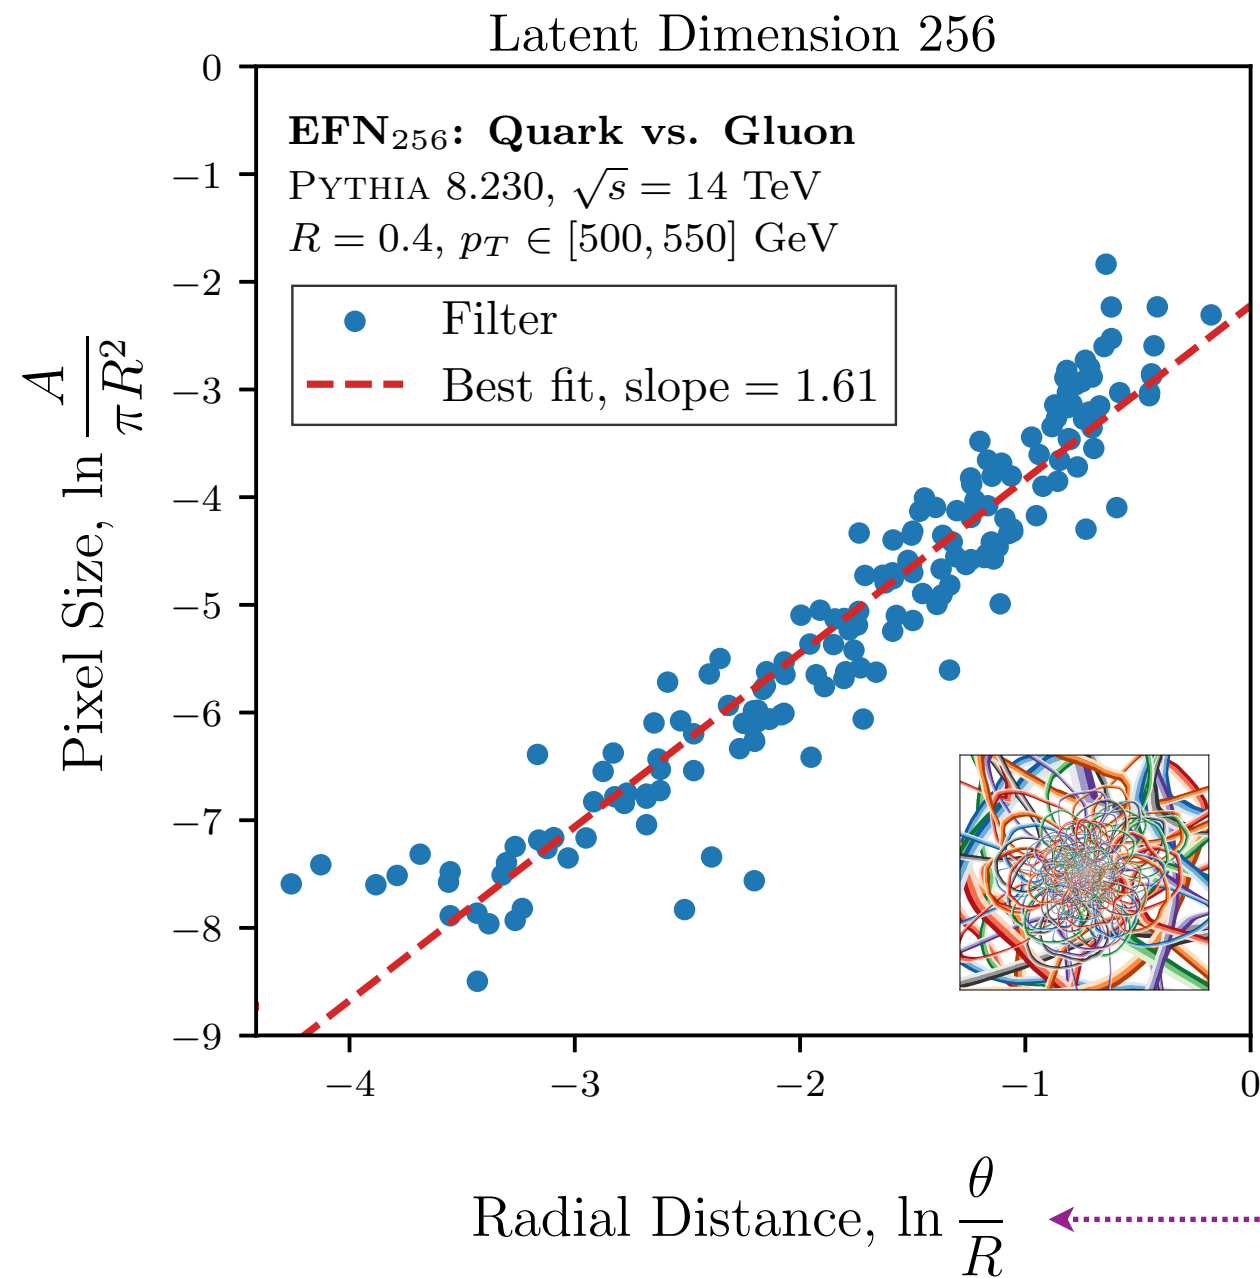 Latent Dimension 256
EFN₂₅₆: Quark vs. Gluon
PYTHIA 8.230, √s = 14 TeV
R = 0.4, p_T ∈ [500, 550] GeV
Filter
Best fit, slope = 1.61
Pixel Size, ln A/πR²
0
−1
−2
−3
−4
−5
−6
−7
−8
−9
−4
−3
−2
−1
0
Radial Distance, ln θ/R